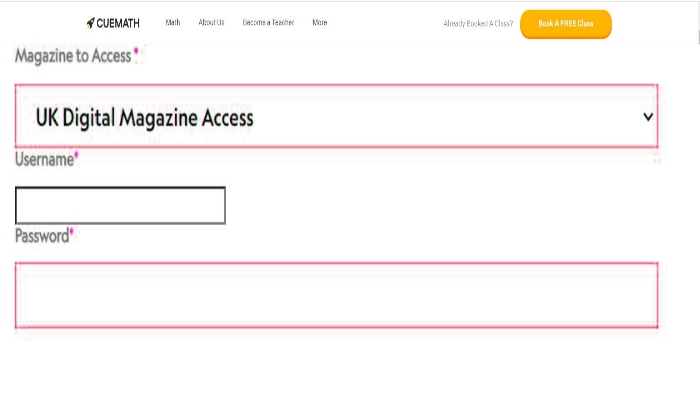 CUEMATH Math About Us Become a Teacher More Already Booked A Class? Book A FREE Class
Magazine to Access*
UK Digital Magazine Access
Username*
Password*